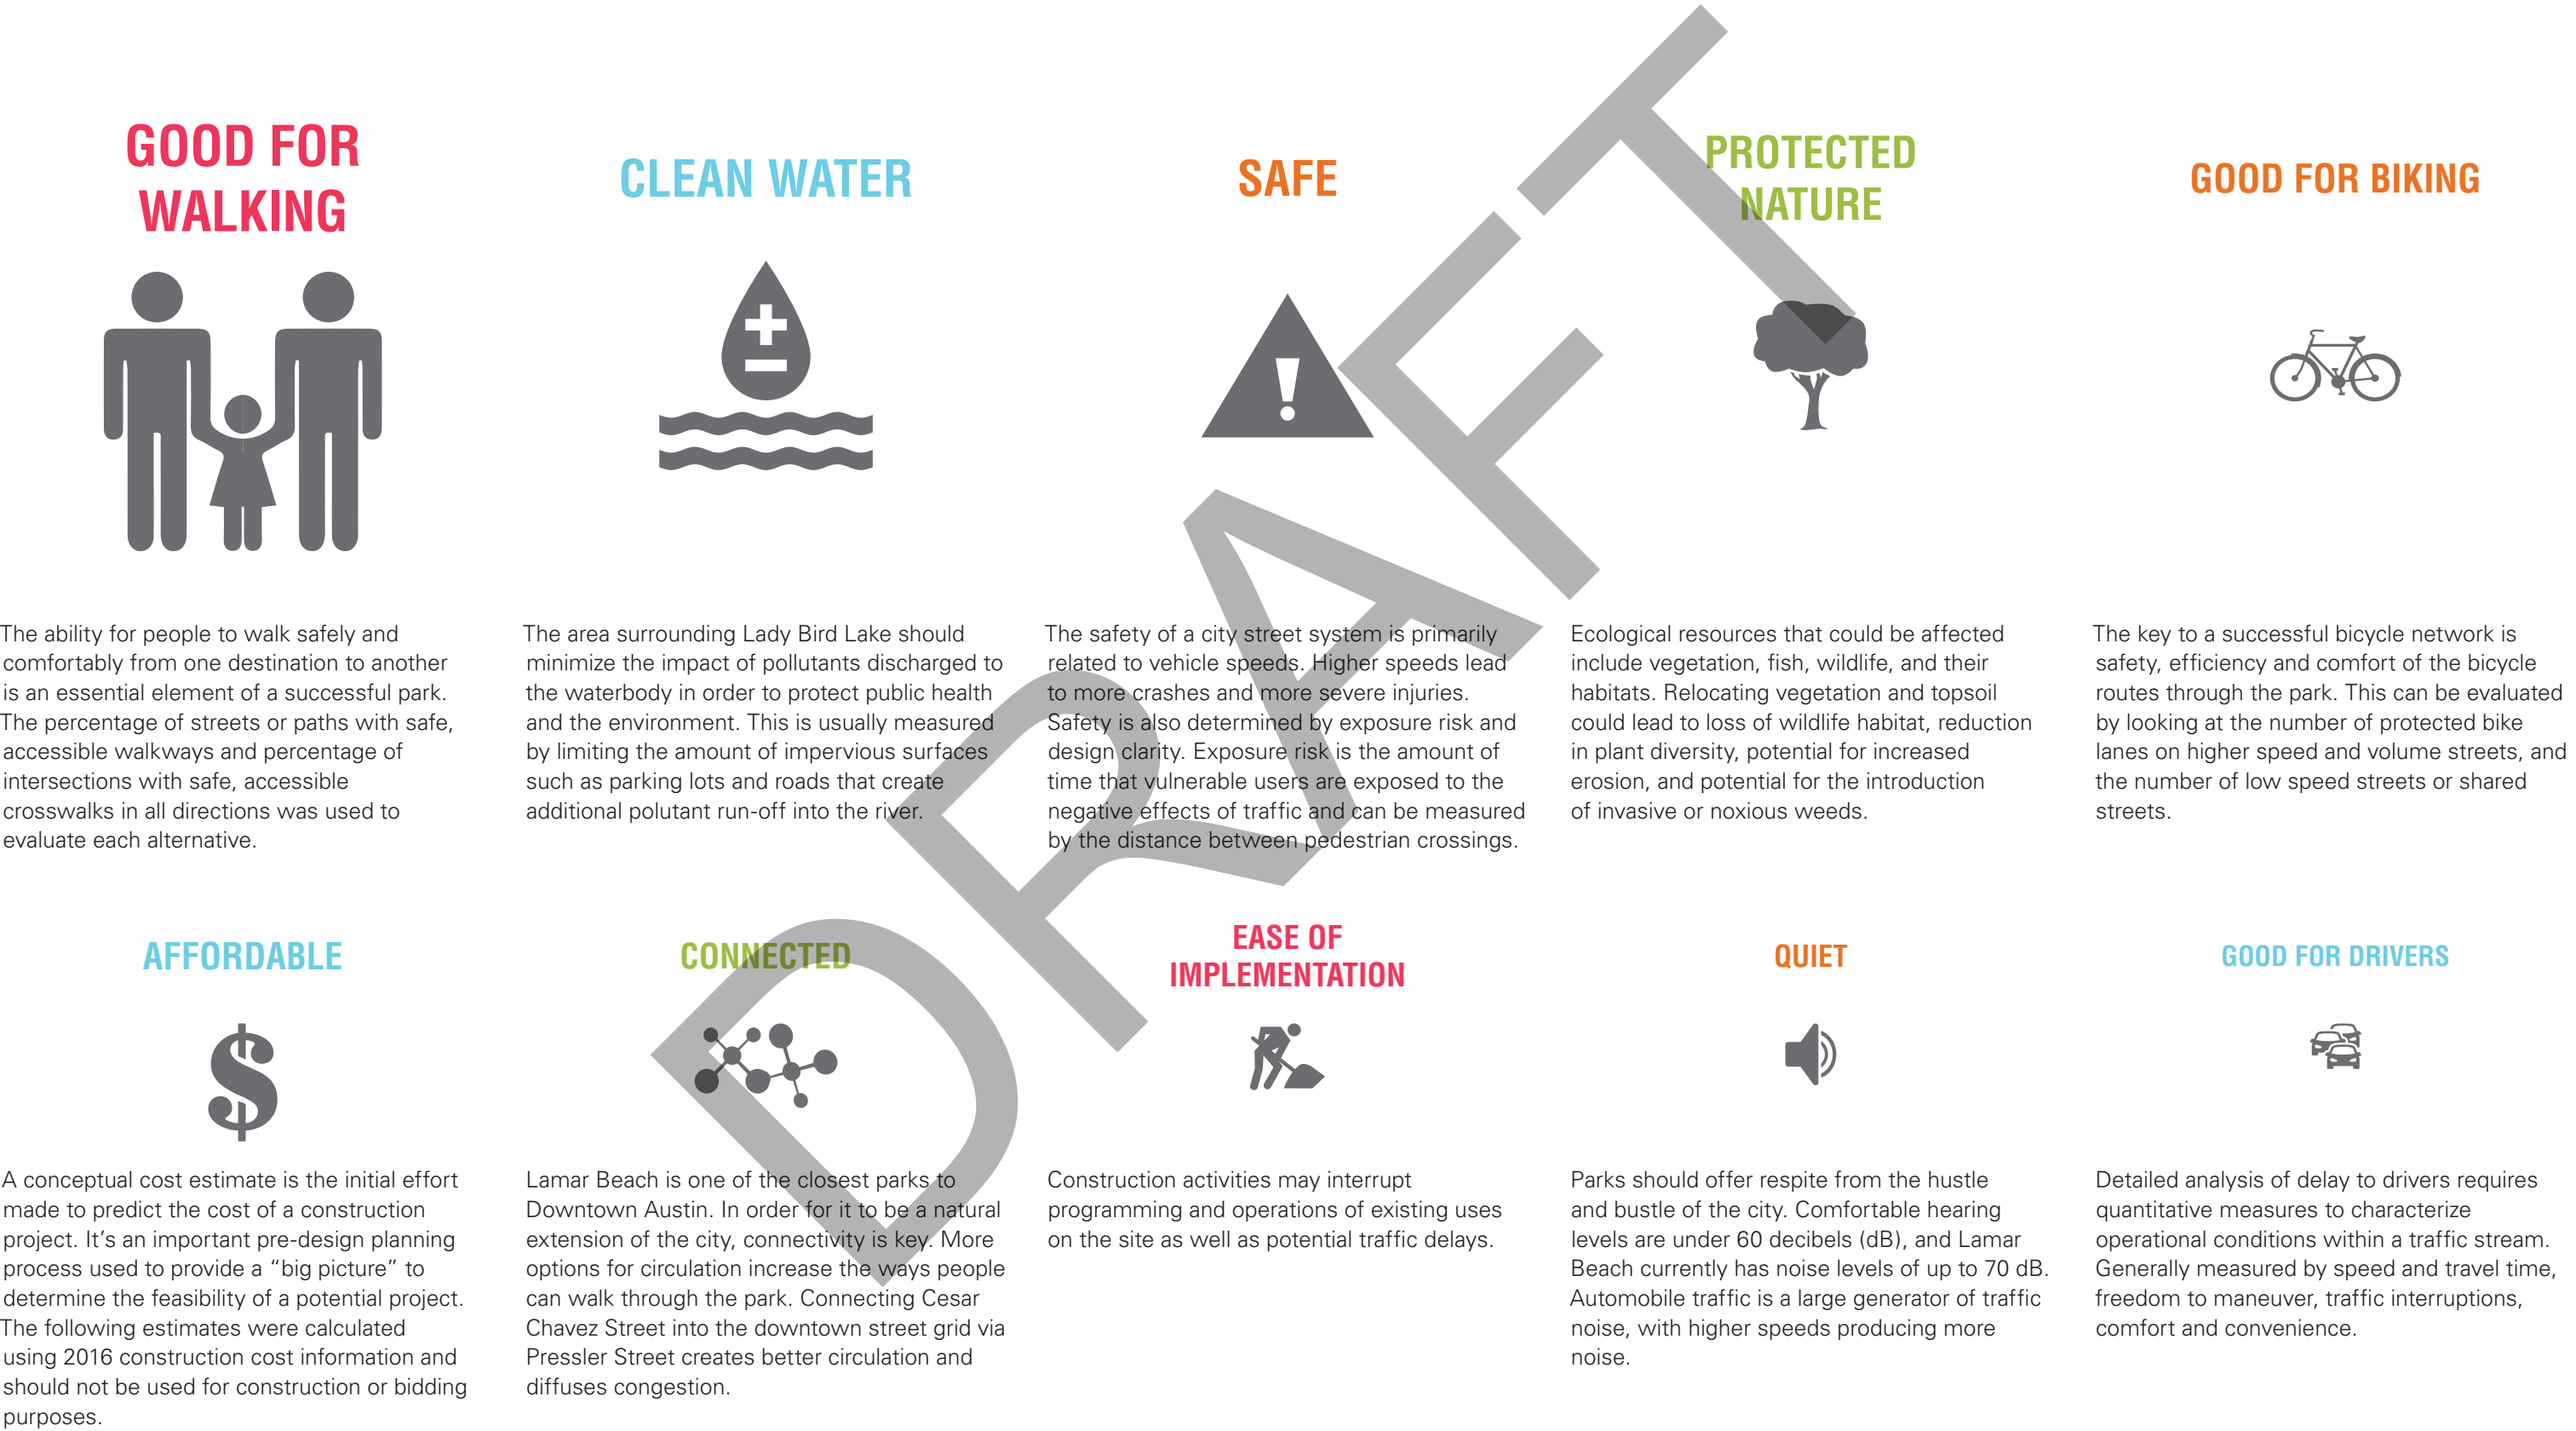 GOOD FOR
WALKING
The ability for people to walk safely and
comfortably from one destination to another
is an essential element of a successful park.
The percentage of streets or paths with safe,
accessible walkways and percentage of
intersections with safe, accessible
crosswalks in all directions was used to
evaluate each alternative.
CLEAN WATER
The area surrounding Lady Bird Lake should
minimize the impact of pollutants discharged to
the waterbody in order to protect public health
and the environment. This is usually measured
by limiting the amount of impervious surfaces
such as parking lots and roads that create
additional polutant run-off into the river.
SAFE
The safety of a city street system is primarily
related to vehicle speeds. Higher speeds lead
to more crashes and more severe injuries.
Safety is also determined by exposure risk and
design clarity. Exposure risk is the amount of
time that vulnerable users are exposed to the
negative effects of traffic and can be measured
by the distance between pedestrian crossings.
PROTECTED
NATURE
Ecological resources that could be affected
include vegetation, fish, wildlife, and their
habitats. Relocating vegetation and topsoil
could lead to loss of wildlife habitat, reduction
in plant diversity, potential for increased
erosion, and potential for the introduction
of invasive or noxious weeds.
GOOD FOR BIKING
The key to a successful bicycle network is
safety, efficiency and comfort of the bicycle
routes through the park. This can be evaluated
by looking at the number of protected bike
lanes on higher speed and volume streets, and
the number of low speed streets or shared
streets.
AFFORDABLE
$
A conceptual cost estimate is the initial effort
made to predict the cost of a construction
project. It’s an important pre-design planning
process used to provide a “big picture” to
determine the feasibility of a potential project.
The following estimates were calculated
using 2016 construction cost information and
should not be used for construction or bidding
purposes.
CONNECTED
Lamar Beach is one of the closest parks to
Downtown Austin. In order for it to be a natural
extension of the city, connectivity is key. More
options for circulation increase the ways people
can walk through the park. Connecting Cesar
Chavez Street into the downtown street grid via
Pressler Street creates better circulation and
diffuses congestion.
EASE OF
IMPLEMENTATION
Construction activities may interrupt
programming and operations of existing uses
on the site as well as potential traffic delays.
QUIET
Parks should offer respite from the hustle
and bustle of the city. Comfortable hearing
levels are under 60 decibels (dB), and Lamar
Beach currently has noise levels of up to 70 dB.
Automobile traffic is a large generator of traffic
noise, with higher speeds producing more
noise.
GOOD FOR DRIVERS
Detailed analysis of delay to drivers requires
quantitative measures to characterize
operational conditions within a traffic stream.
Generally measured by speed and travel time,
freedom to maneuver, traffic interruptions,
comfort and convenience.
DRAFT